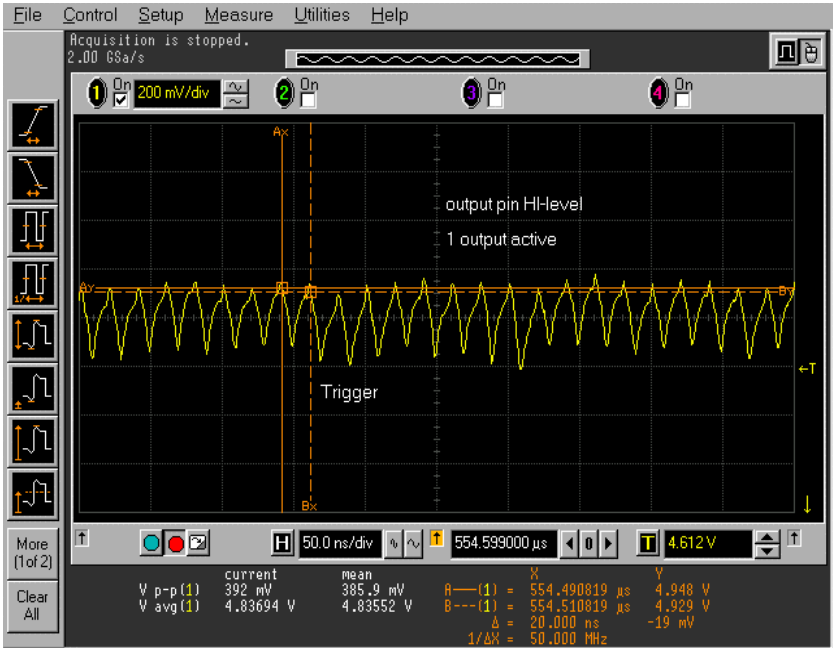 File Control Setup Measure Utilities Help
Acquisition is stopped.
2.00 GSa/s
1 On 200 mV/div 2 On 3 On 4 On
Ax
output pin HI-level
1 output active
Ay By
←T
Trigger
Bx
More
(1of 2)
H 50.0 ns/div 554.599000 µs 0 T 4.612 V
Clear
All
current mean X Y
V p-p(1) 392 mV 385.9 mV A——(1) = 554.490819 µs 4.948 V
V avg(1) 4.83694 V 4.83552 V B---(1) = 554.510819 µs 4.929 V
Δ = 20.000 ns -19 mV
1/ΔX = 50.000 MHz